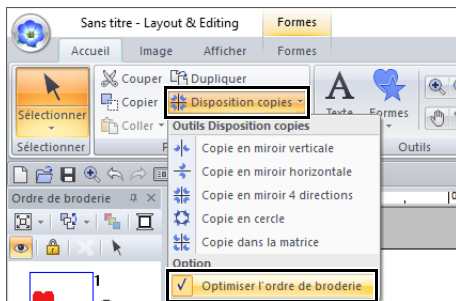 Sans titre - Layout & Editing
Formes
Accueil Image Afficher Formes
Sélectionner
Couper
Copier
Coller
Dupliquer
Disposition copies
Texte
Formes
Sélectionner
Outils
Outils Disposition copies
Copie en miroir verticale
Copie en miroir horizontale
Copie en miroir 4 directions
Copie en cercle
Copie dans la matrice
Option
Optimiser l'ordre de broderie
Ordre de broderie
1